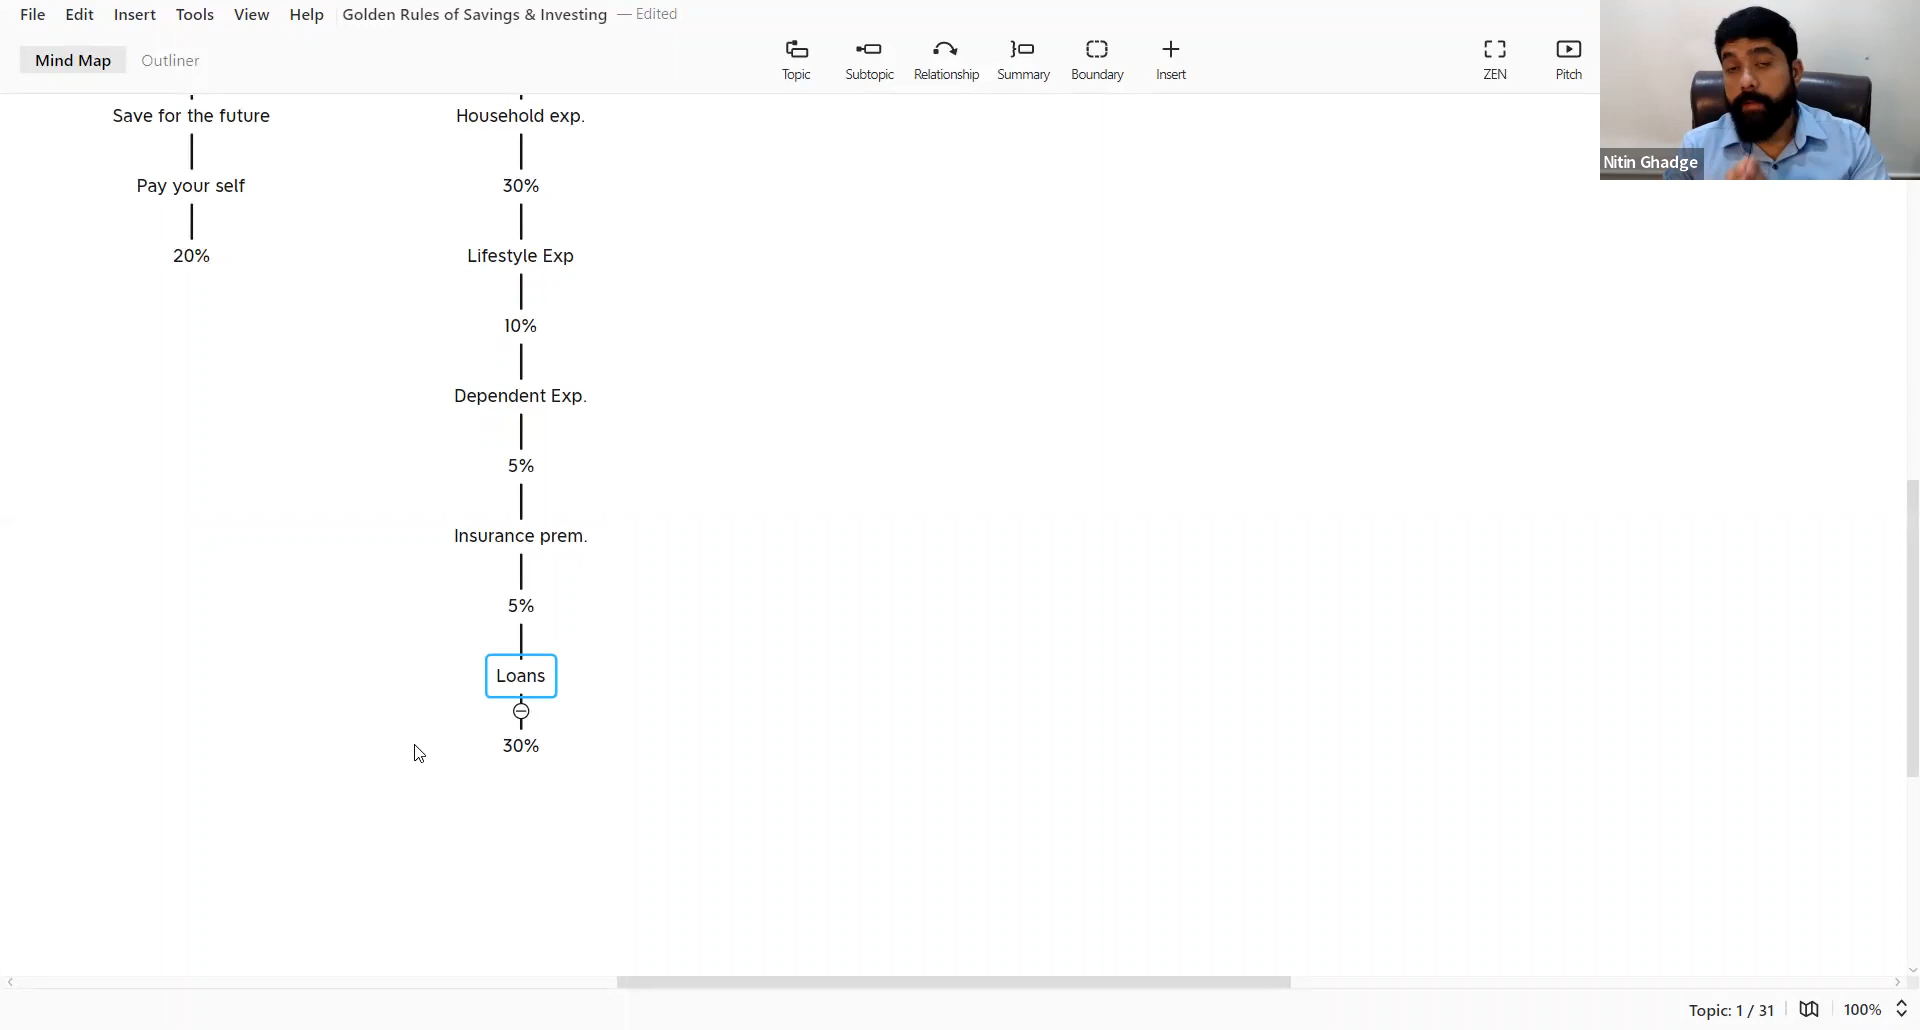 File Edit Insert Tools View Help Golden Rules of Savings & Investing — Edited
Mind Map Outliner
Topic Subtopic Relationship Summary Boundary Insert ZEN Pitch
Nitin Ghadge
Save for the future
Pay your self
20%
Household exp.
30%
Lifestyle Exp
10%
Dependent Exp.
5%
Insurance prem.
5%
Loans
30%
Topic: 1 / 31 100%